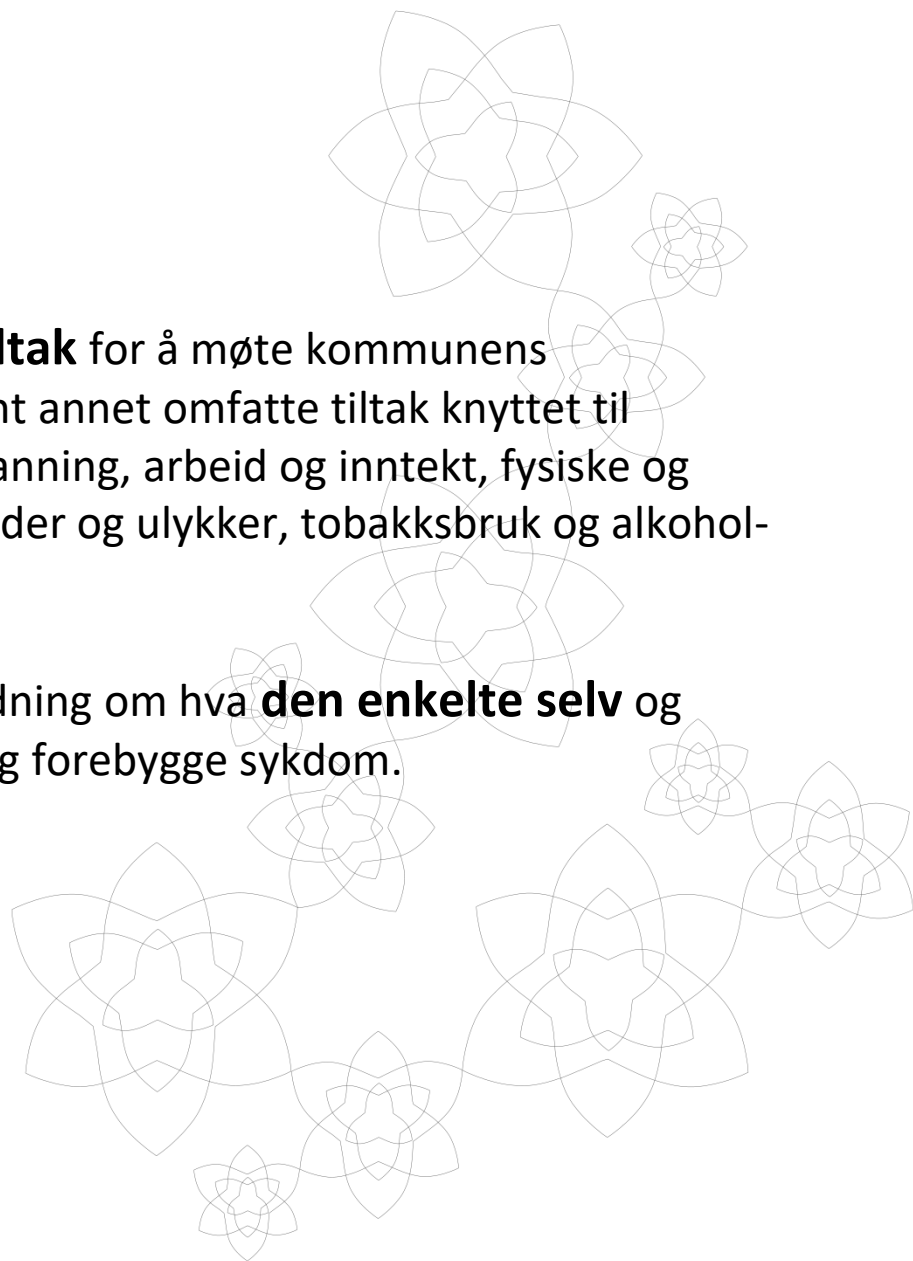 ltak for å møte kommunens
nt annet omfatte tiltak knyttet til
anning, arbeid og inntekt, fysiske og
der og ulykker, tobakksbruk og alkohol-
dning om hva den enkelte selv og
g forebygge sykdom.